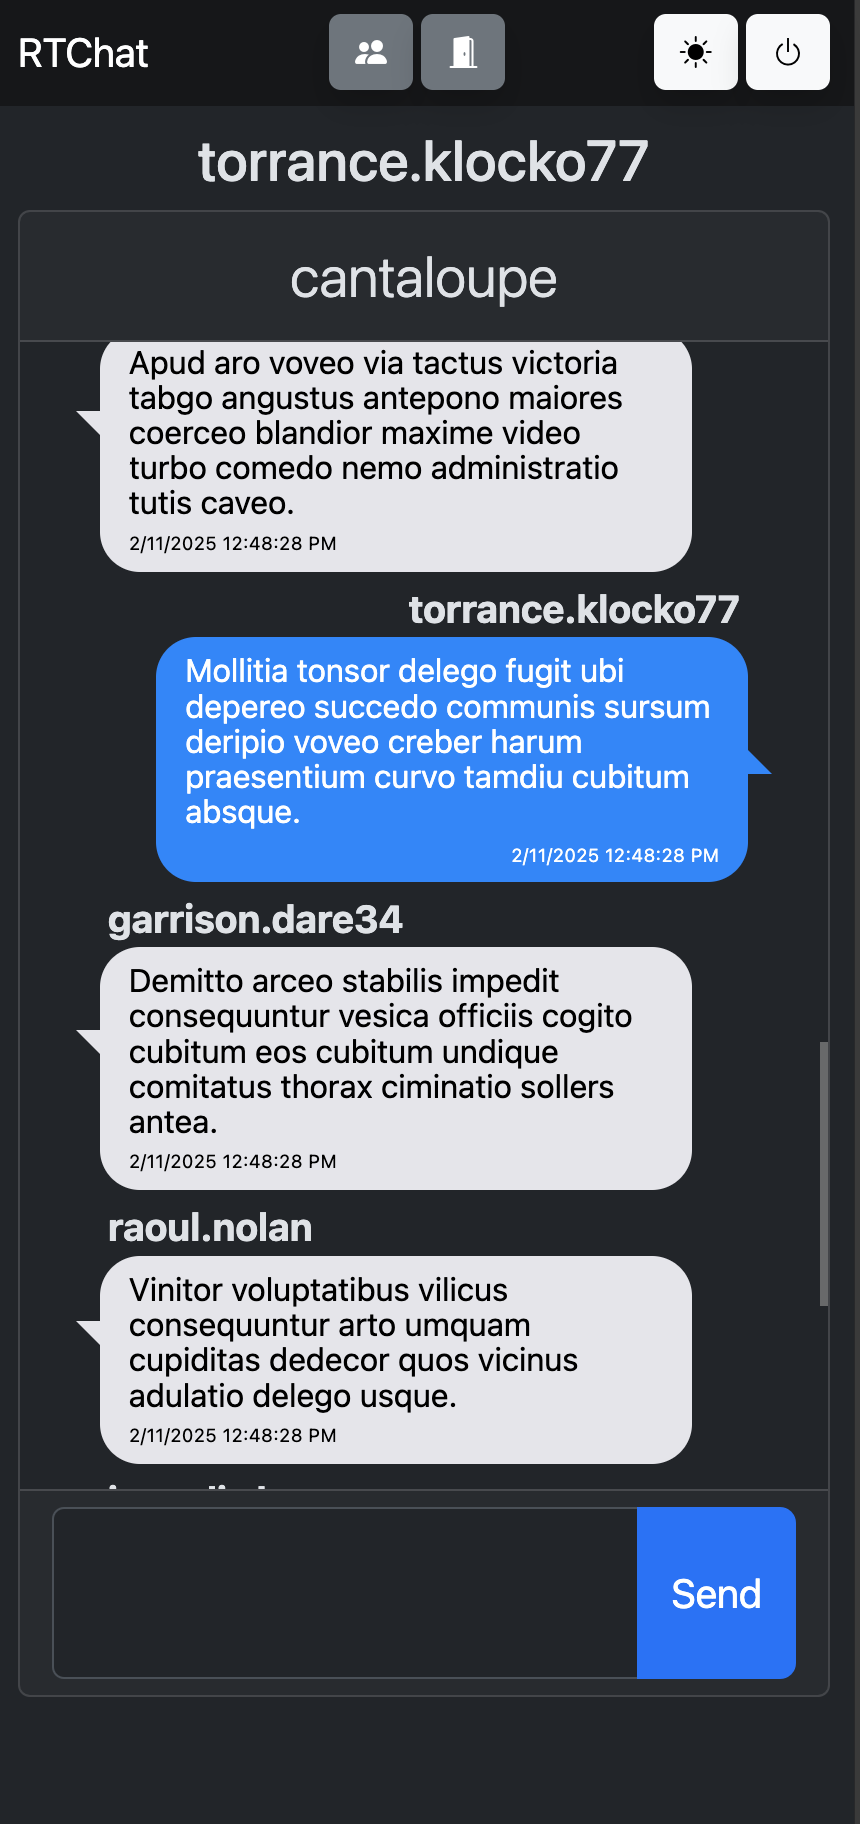 RTChat
torrance.klocko77
cantaloupe
Apud aro voveo via tactus victoria
tabgo angustus antepono maiores
coerceo blandior maxime video
turbo comedo nemo administratio
tutis caveo.
2/11/2025 12:48:28 PM
torrance.klocko77
Mollitia tonsor delego fugit ubi
depereo succedo communis sursum
deripio voveo creber harum
praesentium curvo tamdiu cubitum
absque.
2/11/2025 12:48:28 PM
garrison.dare34
Demitto arceo stabilis impedit
consequuntur vesica officiis cogito
cubitum eos cubitum undique
comitatus thorax ciminatio sollers
antea.
2/11/2025 12:48:28 PM
raoul.nolan
Vinitor voluptatibus vilicus
consequuntur arto umquam
cupiditas dedecor quos vicinus
adulatio delego usque.
2/11/2025 12:48:28 PM
Send